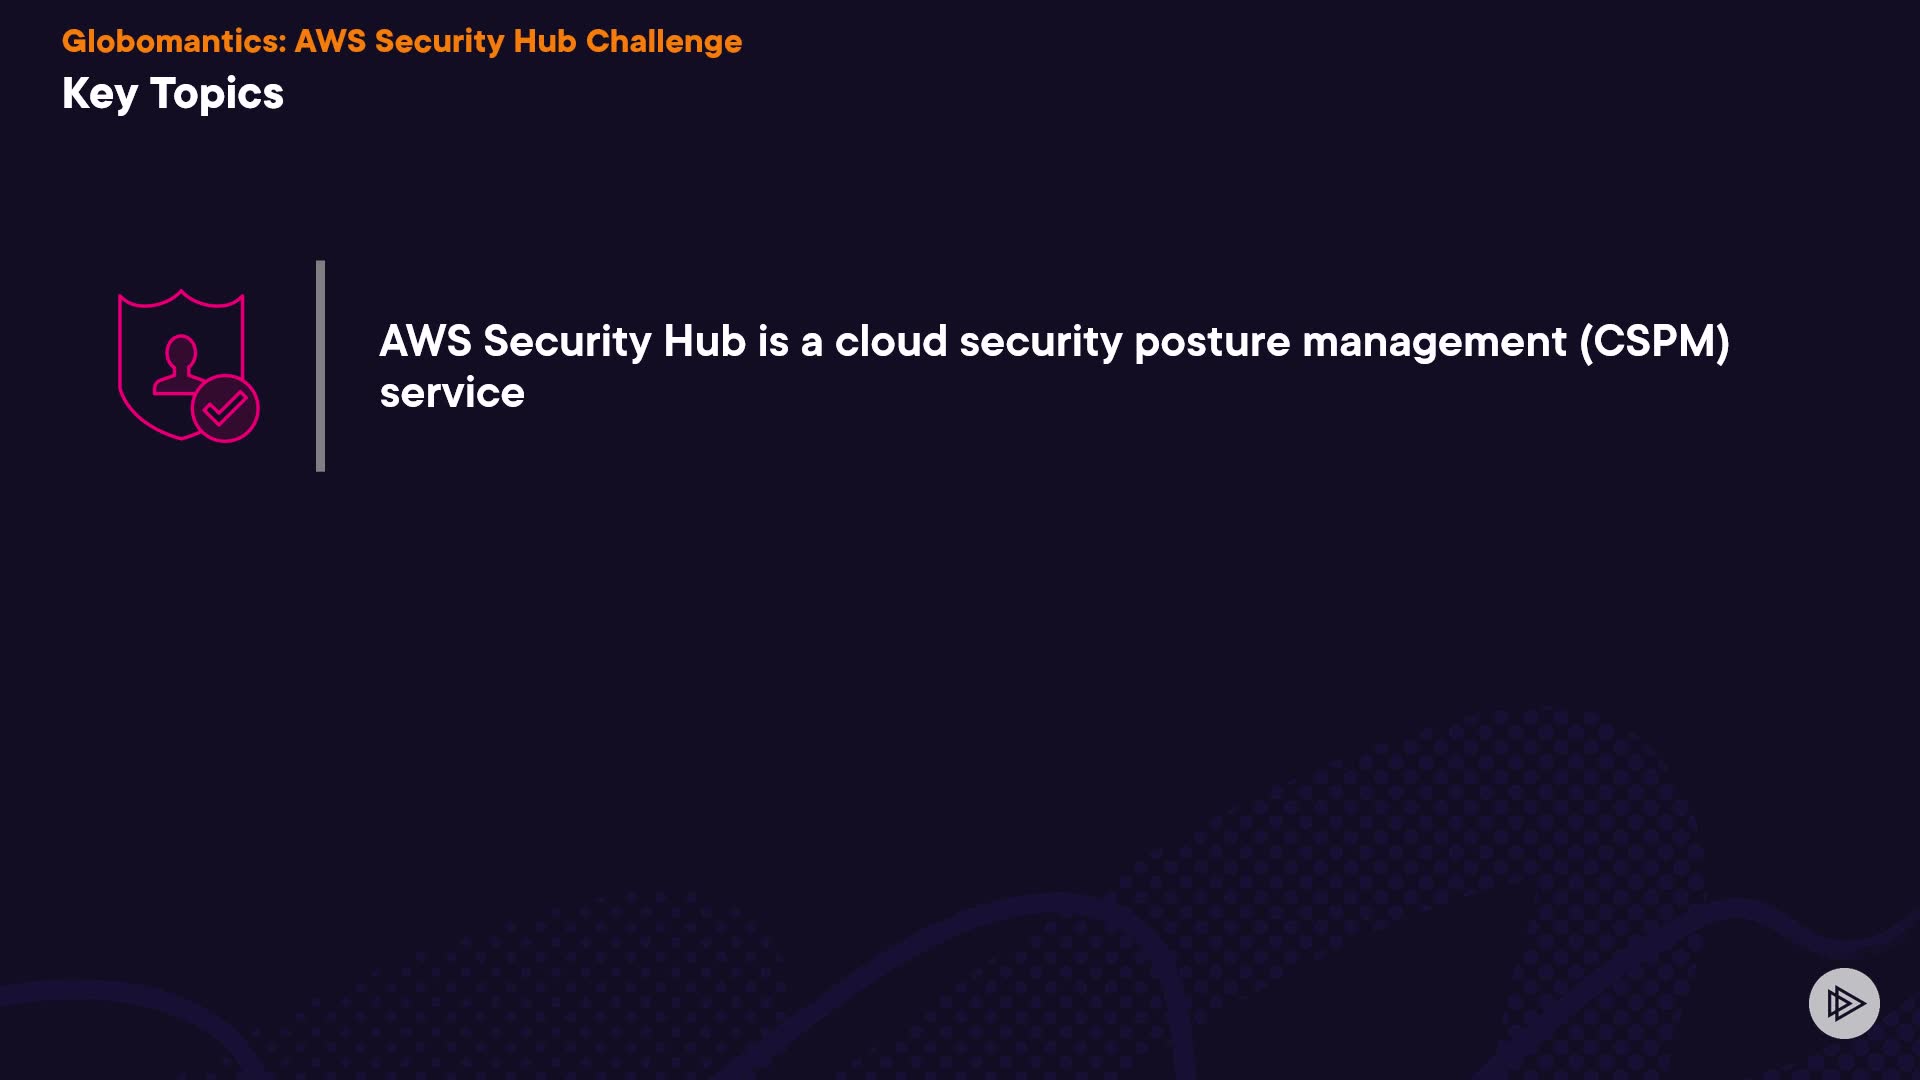 Globomantics: AWS Security Hub Challenge
Key Topics
AWS Security Hub is a cloud security posture management (CSPM)
service